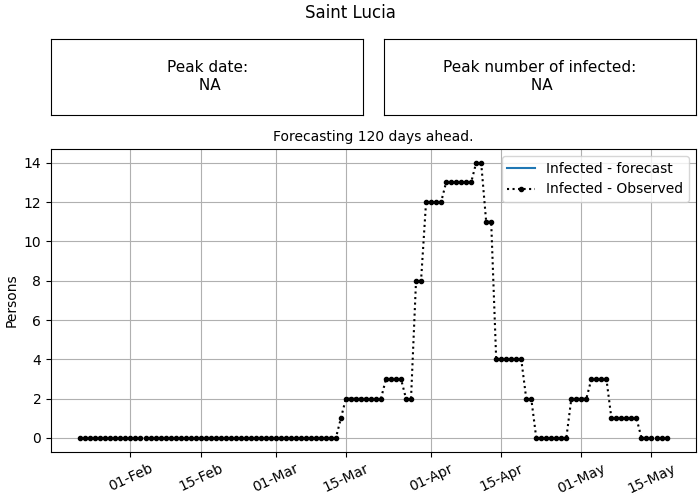 Saint Lucia
Peak date:
NA
Peak number of infected:
NA
Forecasting 120 days ahead.
Infected - forecast
Infected - Observed
Persons
14
12
10
8
6
4
2
0
01-Feb
15-Feb
01-Mar
15-Mar
01-Apr
15-Apr
01-May
15-May